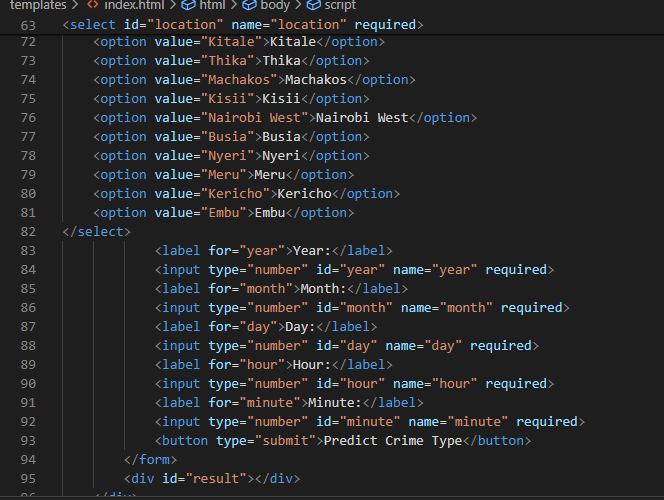 templates > <> index.html > html > body > script
63 <select id="location" name="location" required>
72 <option value="Kitale">Kitale</option>
73 <option value="Thika">Thika</option>
74 <option value="Machakos">Machakos</option>
75 <option value="Kisii">Kisii</option>
76 <option value="Nairobi West">Nairobi West</option>
77 <option value="Busia">Busia</option>
78 <option value="Nyeri">Nyeri</option>
79 <option value="Meru">Meru</option>
80 <option value="Kericho">Kericho</option>
81 <option value="Embu">Embu</option>
82 </select>
83 <label for="year">Year:</label>
84 <input type="number" id="year" name="year" required>
85 <label for="month">Month:</label>
86 <input type="number" id="month" name="month" required>
87 <label for="day">Day:</label>
88 <input type="number" id="day" name="day" required>
89 <label for="hour">Hour:</label>
90 <input type="number" id="hour" name="hour" required>
91 <label for="minute">Minute:</label>
92 <input type="number" id="minute" name="minute" required>
93 <button type="submit">Predict Crime Type</button>
94 </form>
95 <div id="result"></div>
96 </div>